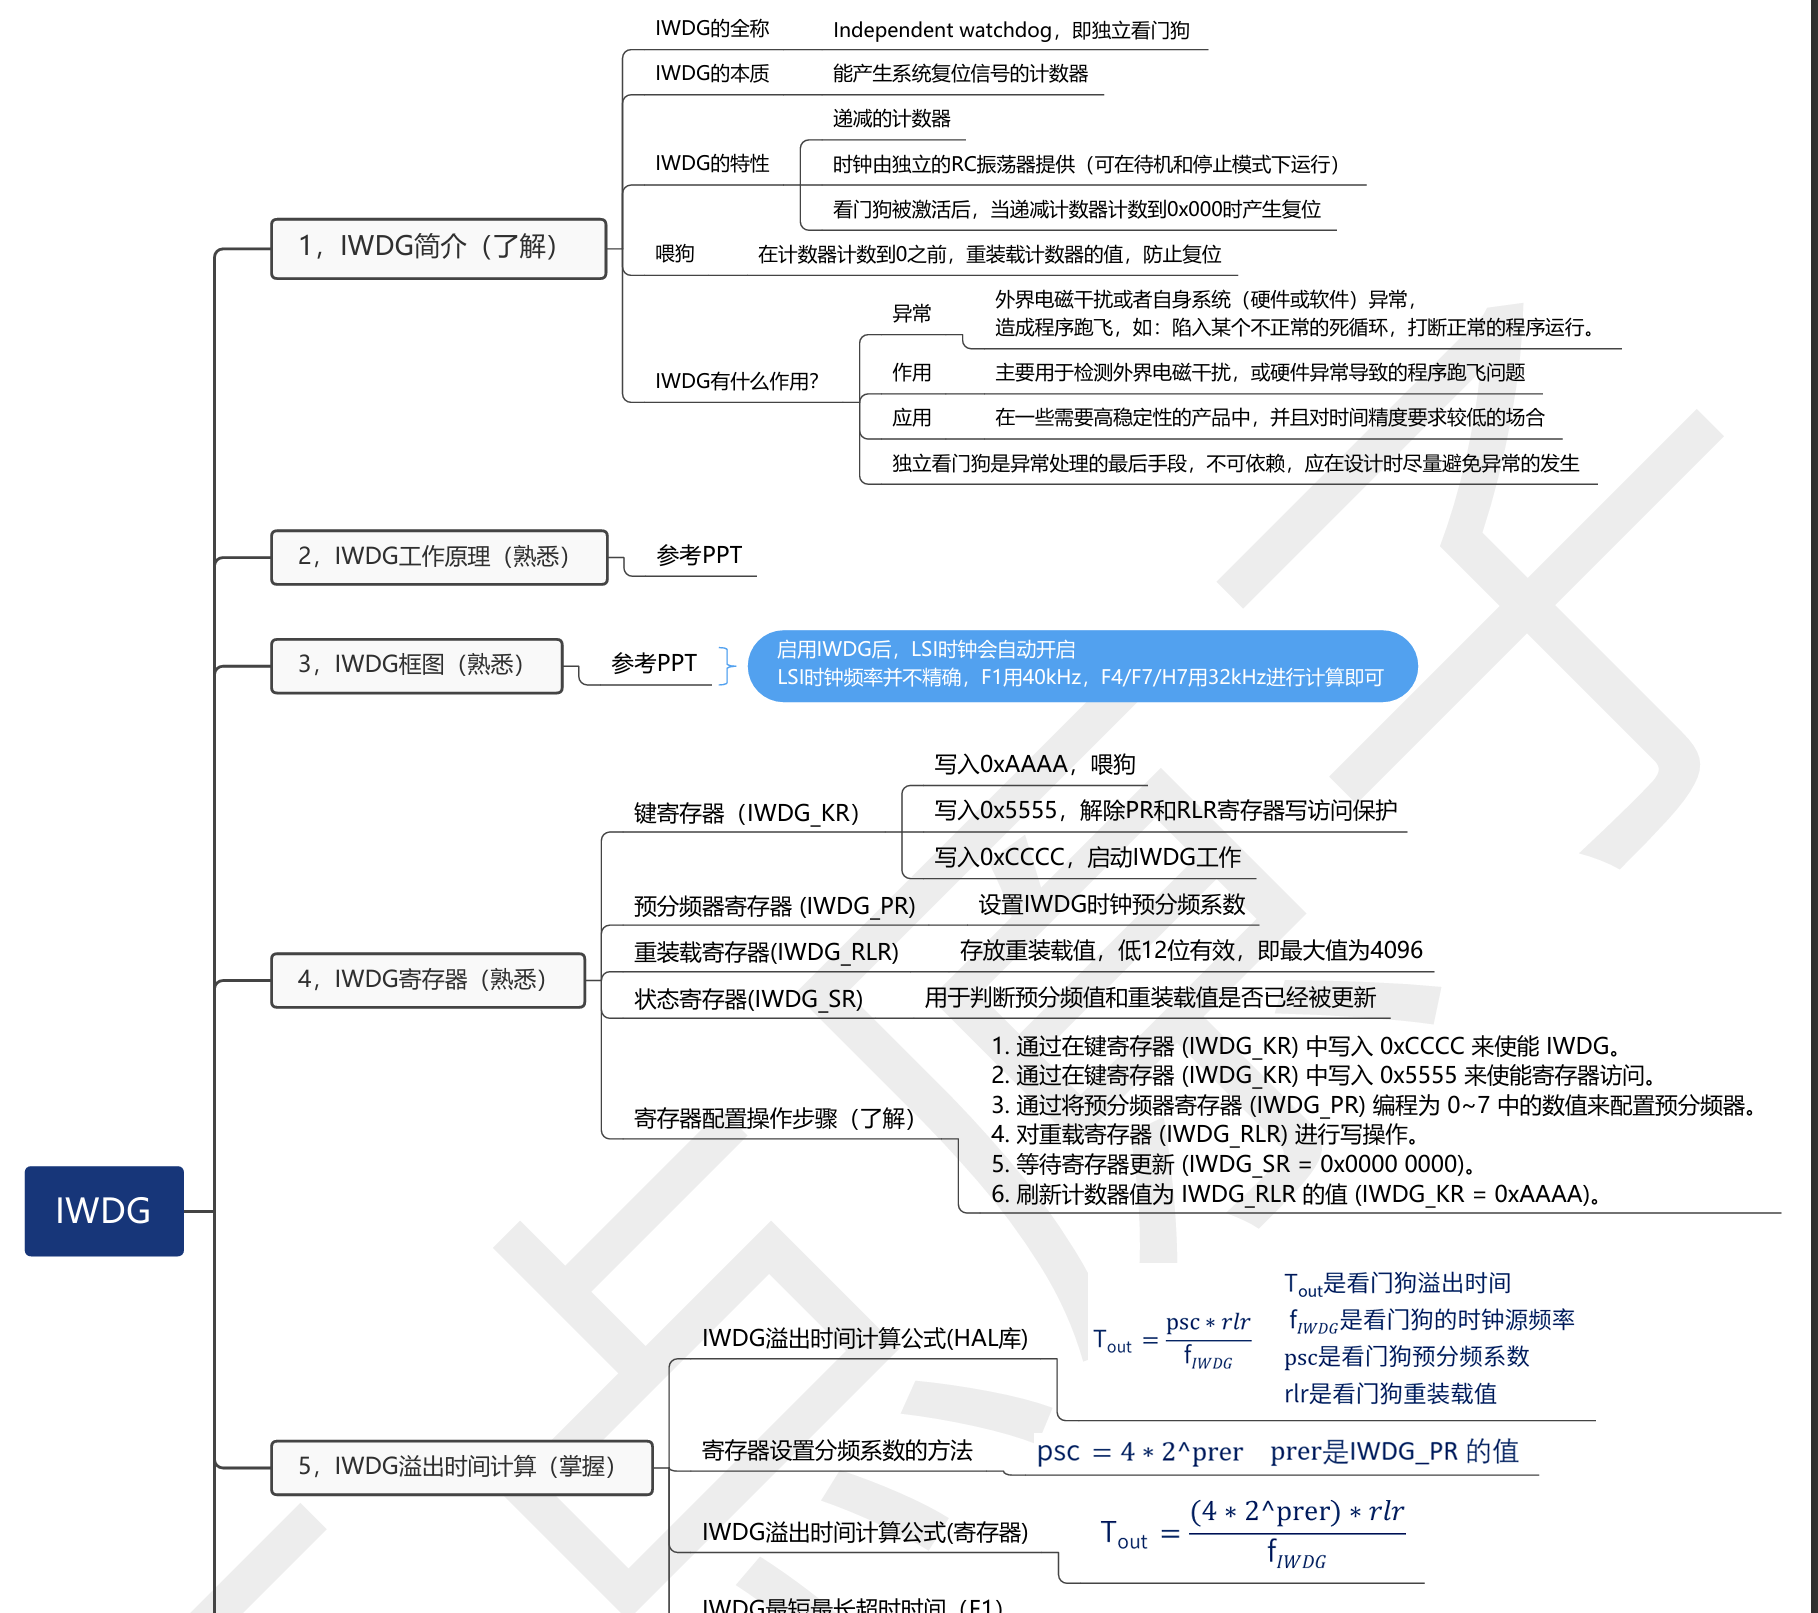 IWDG
1，IWDG简介（了解）
IWDG的全称
Independent watchdog，即独立看门狗
IWDG的本质
能产生系统复位信号的计数器
IWDG的特性
递减的计数器
时钟由独立的RC振荡器提供（可在待机和停止模式下运行）
看门狗被激活后，当递减计数器计数到0x000时产生复位
喂狗
在计数器计数到0之前，重装载计数器的值，防止复位
IWDG有什么作用？
异常
外界电磁干扰或者自身系统（硬件或软件）异常，
造成程序跑飞，如：陷入某个不正常的死循环，打断正常的程序运行。
作用
主要用于检测外界电磁干扰，或硬件异常导致的程序跑飞问题
应用
在一些需要高稳定性的产品中，并且对时间精度要求较低的场合
独立看门狗是异常处理的最后手段，不可依赖，应在设计时尽量避免异常的发生
2，IWDG工作原理（熟悉）
参考PPT
3，IWDG框图（熟悉）
参考PPT
启用IWDG后，LSI时钟会自动开启
LSI时钟频率并不精确，F1用40kHz，F4/F7/H7用32kHz进行计算即可
4，IWDG寄存器（熟悉）
键寄存器（IWDG_KR）
写入0xAAAA，喂狗
写入0x5555，解除PR和RLR寄存器写访问保护
写入0xCCCC，启动IWDG工作
预分频器寄存器 (IWDG_PR)
设置IWDG时钟预分频系数
重装载寄存器(IWDG_RLR)
存放重装载值，低12位有效，即最大值为4096
状态寄存器(IWDG_SR)
用于判断预分频值和重装载值是否已经被更新
寄存器配置操作步骤（了解）
1. 通过在键寄存器 (IWDG_KR) 中写入 0xCCCC 来使能 IWDG。
2. 通过在键寄存器 (IWDG_KR) 中写入 0x5555 来使能寄存器访问。
3. 通过将预分频器寄存器 (IWDG_PR) 编程为 0~7 中的数值来配置预分频器。
4. 对重载寄存器 (IWDG_RLR) 进行写操作。
5. 等待寄存器更新 (IWDG_SR = 0x0000 0000)。
6. 刷新计数器值为 IWDG_RLR 的值 (IWDG_KR = 0xAAAA)。
5，IWDG溢出时间计算（掌握）
IWDG溢出时间计算公式(HAL库)
T_out = psc * rlr / f_IWDG
T_out是看门狗溢出时间
f_IWDG是看门狗的时钟源频率
psc是看门狗预分频系数
rlr是看门狗重装载值
寄存器设置分频系数的方法
psc = 4 * 2^prer prer是IWDG_PR 的值
IWDG溢出时间计算公式(寄存器)
T_out = (4 * 2^prer) * rlr / f_IWDG
IWDG最短最长超时时间（F1）
点原子